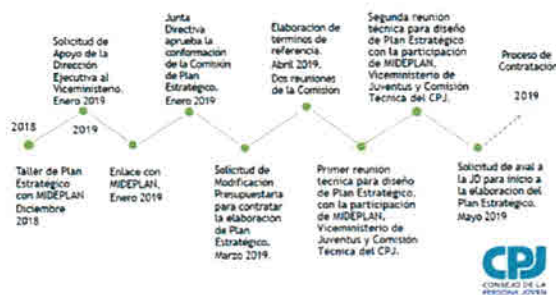 Solicitud de
Apoyo de la
Dirección
Ejecutiva al
Viceministerio.
Enero 2019
Junta
Directiva
aprueba la
conformación
de la Comisión
de Plan
Estratégico.
Enero 2019
Elaboracion de
terminos de
referencia.
Abril 2019.
Dos reuniones
de la Comisión
Segunda reunión
técnica para diseño
de Plan Estratégico
con la participación
de MIDEPLAN,
Viceministerio de
Juventus y Comisión
Técnica del CPJ.
Proceso de
Contratación
2019
2018
2019
Taller de Plan
Estratégico
con MIDEPLAN
Diciembre
2018
Enlace con
MIDEPLAN,
Enero 2019
Solicitud de
Modificación
Presupuestaria
para contratar
la elaboración
de Plan
Estratégico.
Marzo 2019.
Primer reunión
técnica para diseño
de Plan Estratégico.
con la participación
de MIDEPLAN,
Viceministerio de
Juventus y Comisión
Técnica del CPJ.
Solicitud de aval a
la JD para inicio a
la elaboración del
Plan Estratégico.
Mayo 2019
CPJ
CONSEJO DE LA
PERSONA JOVEN